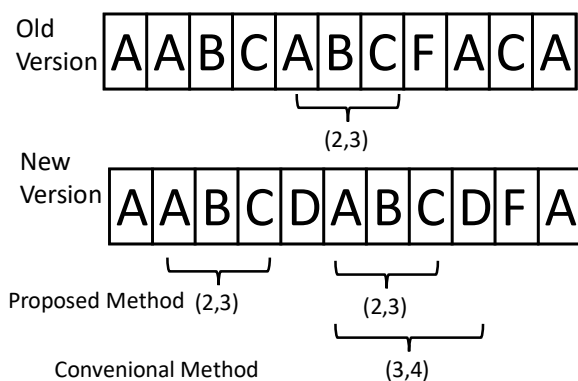 Old
Version
A A B C A B C F A C A
(2,3)
New
Version
A A B C D A B C D F A
Proposed Method (2,3) (2,3)
Convenional Method (3,4)